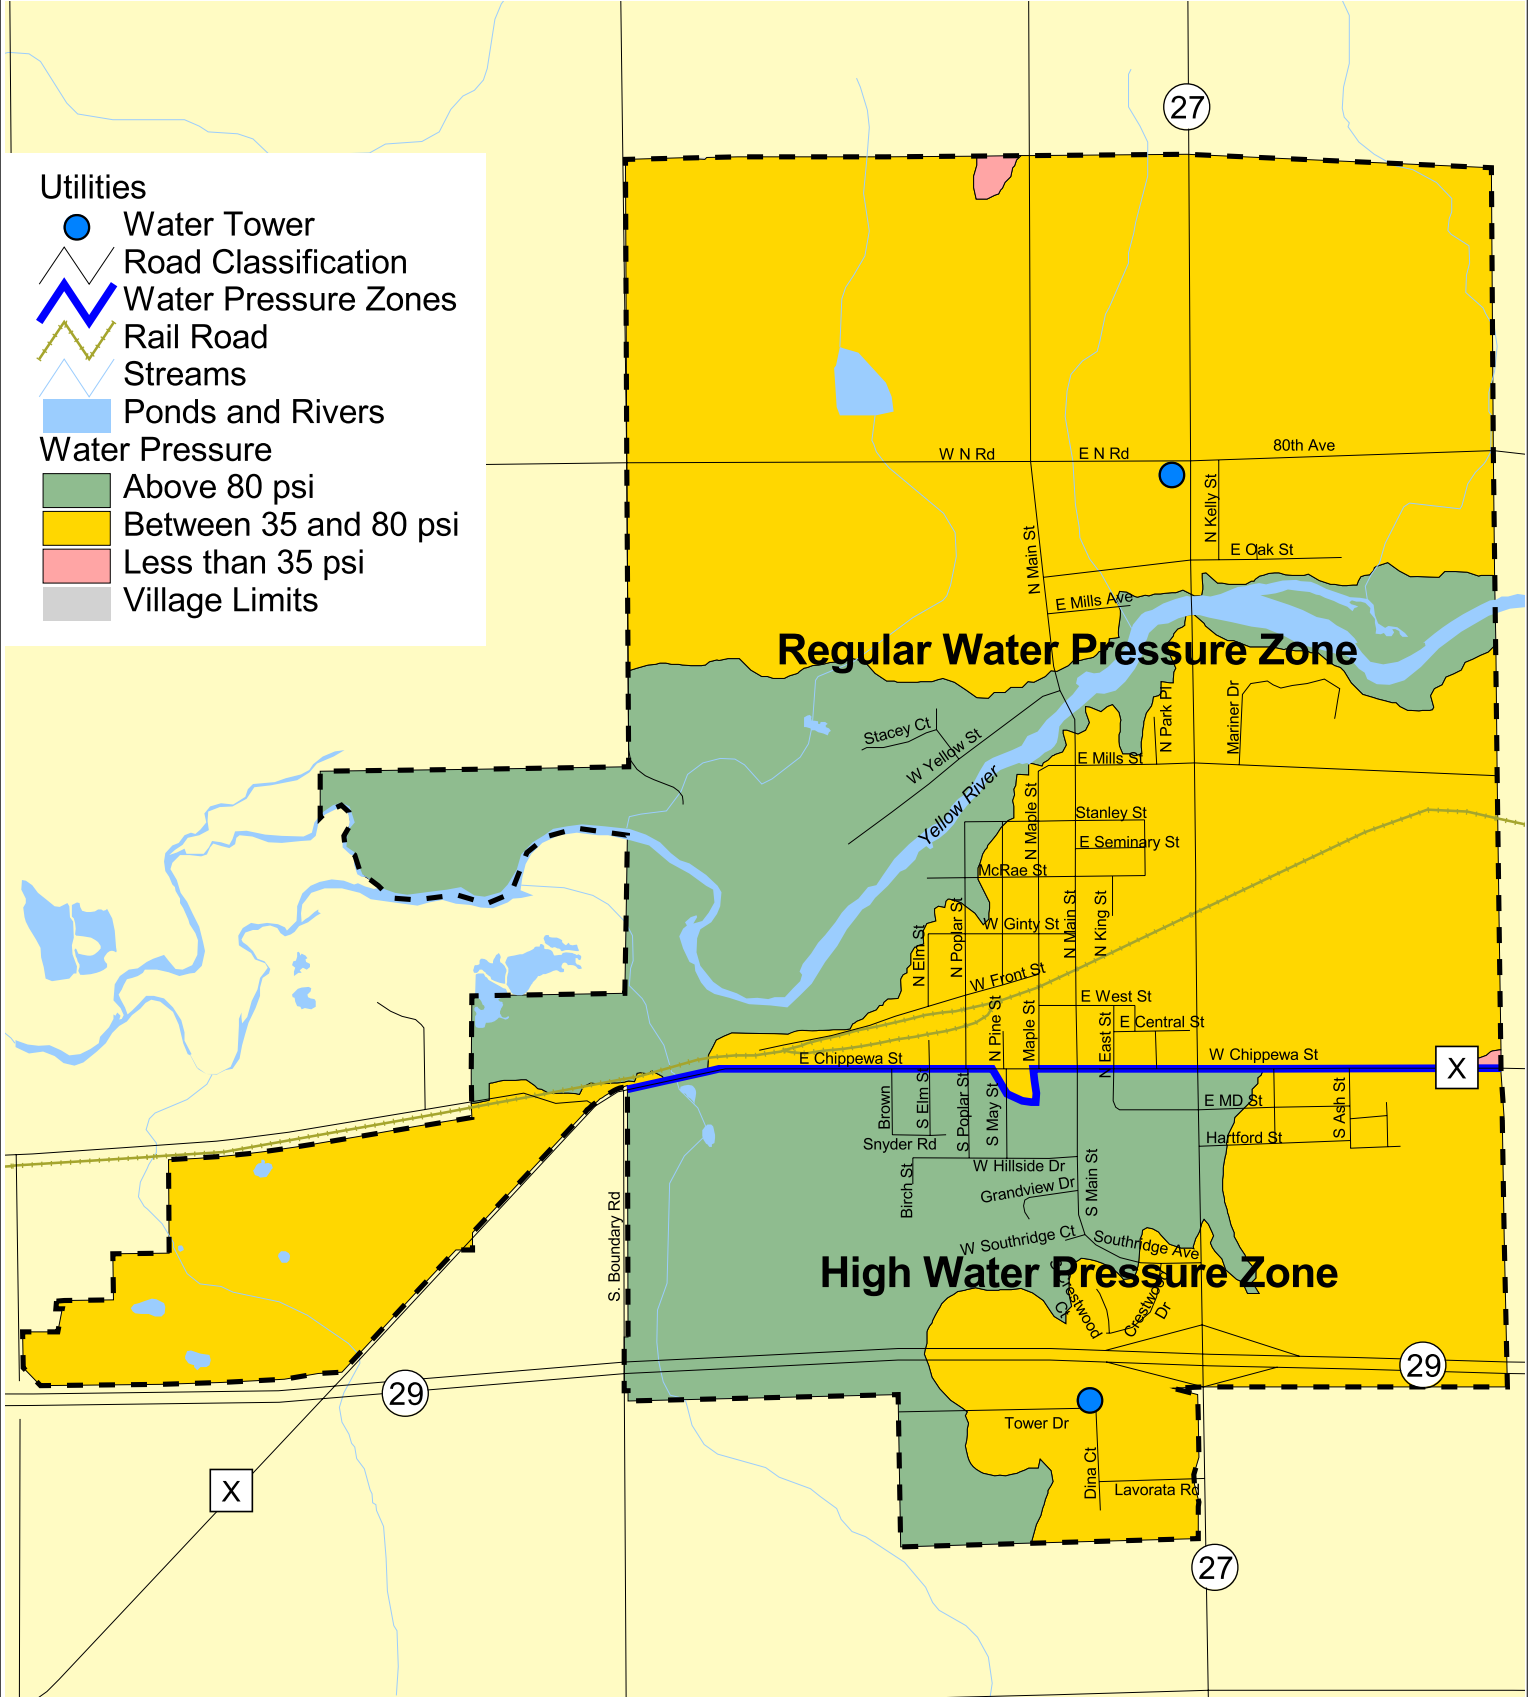 27
Utilities
Water Tower
Road Classification
Water Pressure Zones
Rail Road
Streams
Ponds and Rivers
Water Pressure
Above 80 psi
Between 35 and 80 psi
Less than 35 psi
Village Limits
W N Rd
E N Rd
80th Ave
N Kelly St
E Oak St
N Main St
E Mills Ave
Regular Water Pressure Zone
N Park Pl
Mariner Dr
Stacey Ct
W Yellow St
E Mills St
Yellow River
N Maple St
Stanley St
E Seminary St
McRae St
N Elm St
N Poplar St
W Ginty St
N Main St
N King St
W Front St
N Pine St
Maple St
E West St
E Central St
N East St
E Chippewa St
W Chippewa St
X
Brown
S Elm St
S Poplar St
S May St
E MD St
S Ash St
Snyder Rd
Hartford St
W Hillside Dr
Birch St
Grandview Dr
S Main St
S. Boundary Rd
W Southridge Ct
Southridge Ave
High Water Pressure Zone
Crestwood
Ct
Crestwood
Dr
29
29
Tower Dr
Dina Ct
Lavorata Rd
X
27